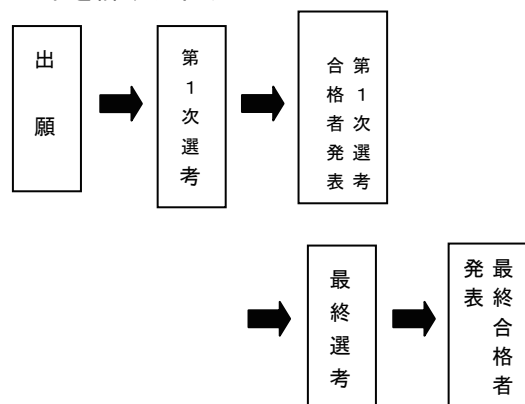 出願
第１次選考
第１次選考
合格者発表
最終選考
最終合格者
発表